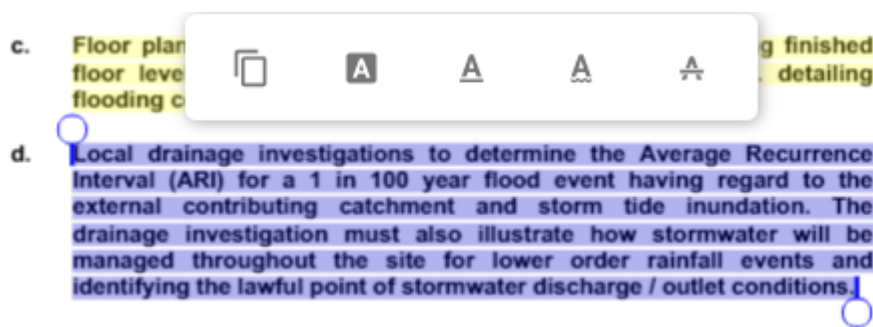 c. Floor plan g finished
floor leve . detailing
flooding c
d. Local drainage investigations to determine the Average Recurrence
Interval (ARI) for a 1 in 100 year flood event having regard to the
external contributing catchment and storm tide inundation. The
drainage investigation must also illustrate how stormwater will be
managed throughout the site for lower order rainfall events and
identifying the lawful point of stormwater discharge / outlet conditions.